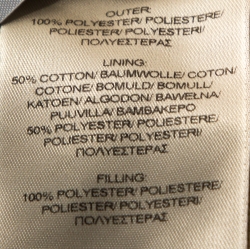 OUTER:
100% POLYESTER/ POLIESTERE/
POLIESTER/ POLYESTER/
ΠΟΛΥΕΣΤΕΡΑΣ
LINING:
50% COTTON/ BAUMWOLLE/ COTON/
COTONE/ BOMULD/ BOMULL/
KATOEN/ ALGODON/ BAWEŁNA/
PUUVILLA/ ΒΑΜΒΑΚΕΡΟ
50% POLYESTER/ POLIESTERE/
POLIESTER/ POLYESTER/
ΠΟΛΥΕΣΤΕΡΑΣ
FILLING:
100% POLYESTER/ POLIESTERE/
POLIESTER/ POLYESTER/
ΠΟΛΥΕΣΤΕΡΑΣ